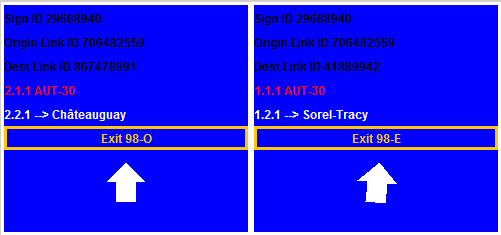 Sign ID 29688940
Origin Link ID 706482559
Dest Link ID 867478991
2.1.1 AUT-30
2.2.1 --> Châteauguay
Exit 98-O
Sign ID 29688940
Origin Link ID 706482559
Dest Link ID 41889942
1.1.1 AUT-30
1.2.1 --> Sorel-Tracy
Exit 98-E